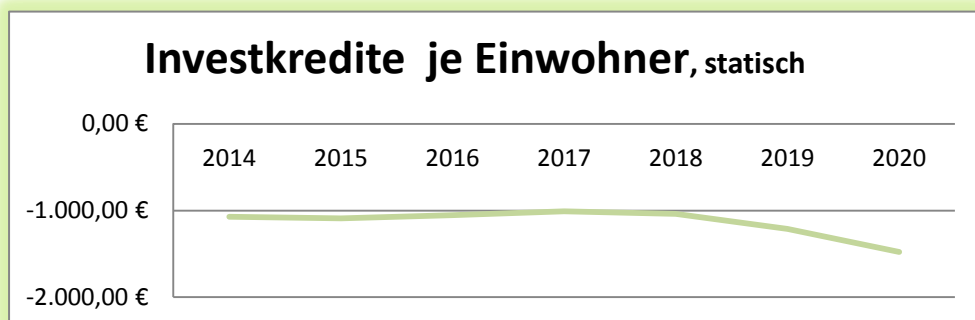 Investkredite je Einwohner, statisch
0,00 €
2014 2015 2016 2017 2018 2019 2020
-1.000,00 €
-2.000,00 €